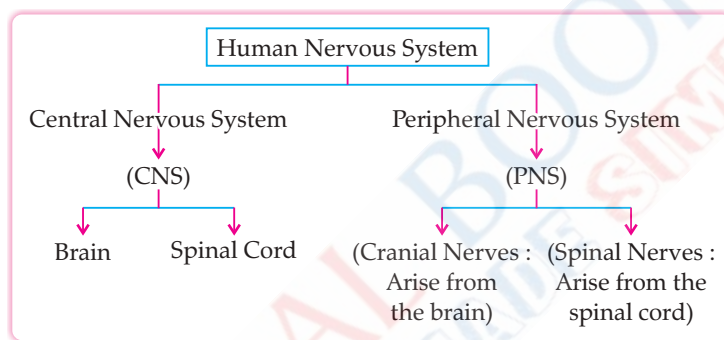 Human Nervous System
Central Nervous System
Peripheral Nervous System
(CNS)
(PNS)
Brain
Spinal Cord
(Cranial Nerves :
Arise from
the brain)
(Spinal Nerves :
Arise from the
spinal cord)